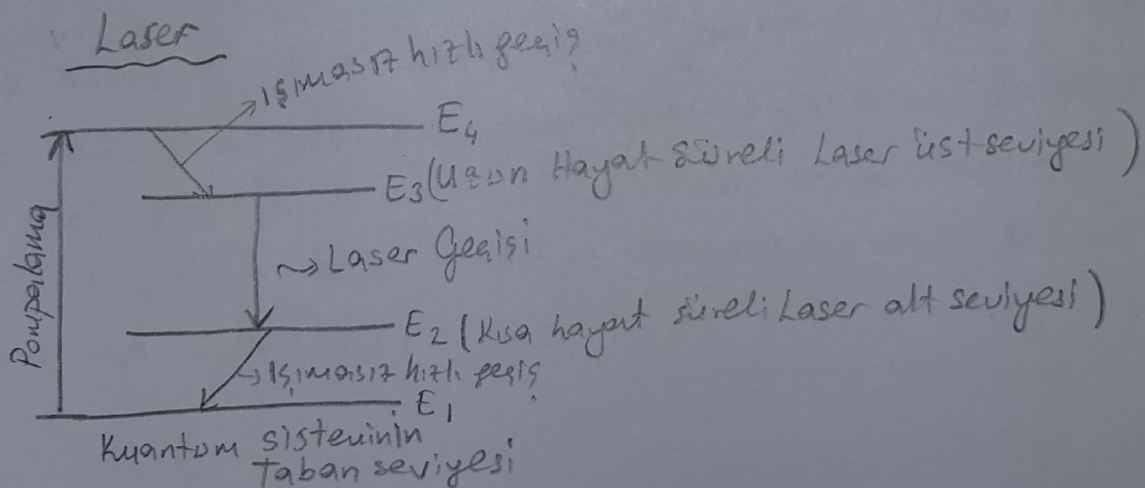 Laser
Işımasız hızlı geçiş
E4
E3 (Uzun Hayat Süreli Laser üst seviyesi)
Pompalama
Laser Geçişi
E2 (Kısa hayat süreli Laser alt seviyesi)
Işımasız hızlı geçiş
E1
Kuantum sisteminin
Taban seviyesi